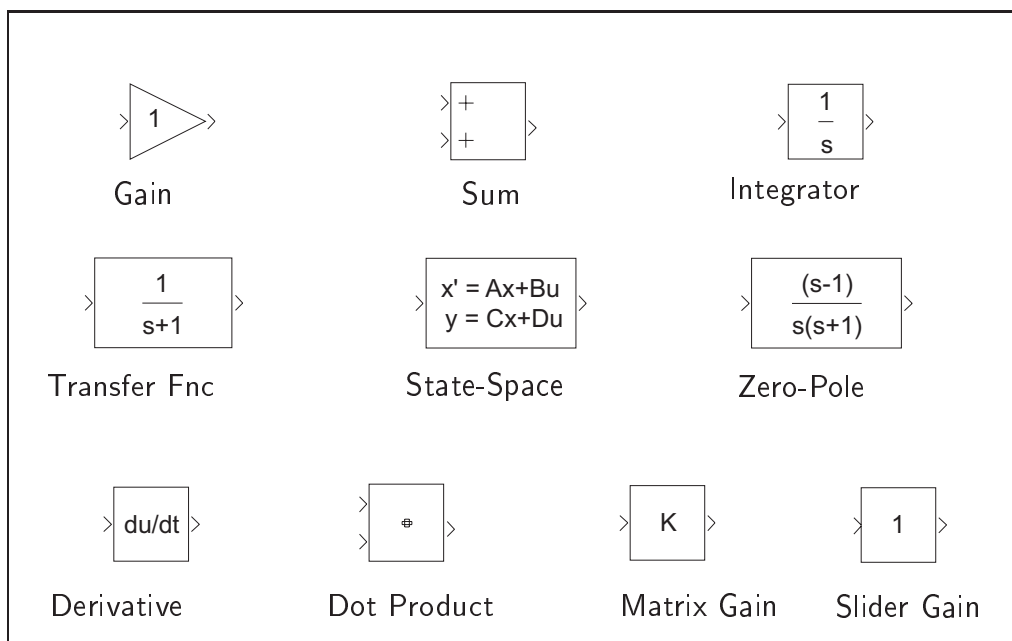 1
+
+
1
s
Gain
Sum
Integrator
1
s+1
x' = Ax+Bu
y = Cx+Du
(s-1)
s(s+1)
Transfer Fnc
State-Space
Zero-Pole
du/dt
K
1
Derivative
Dot Product
Matrix Gain
Slider Gain